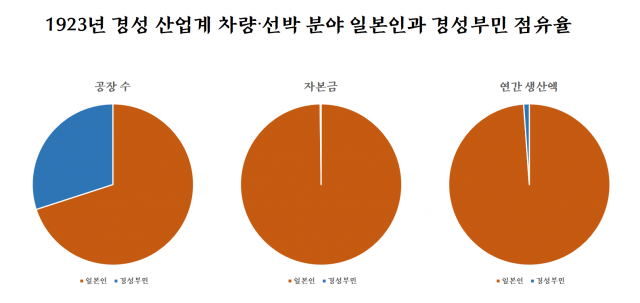 1923년 경성 산업계 차량·선박 분야 일본인과 경성부민 점유율
공장 수
자본금
연간 생산액
일본인 경성부민
일본인 경성부민
일본인 경성부민